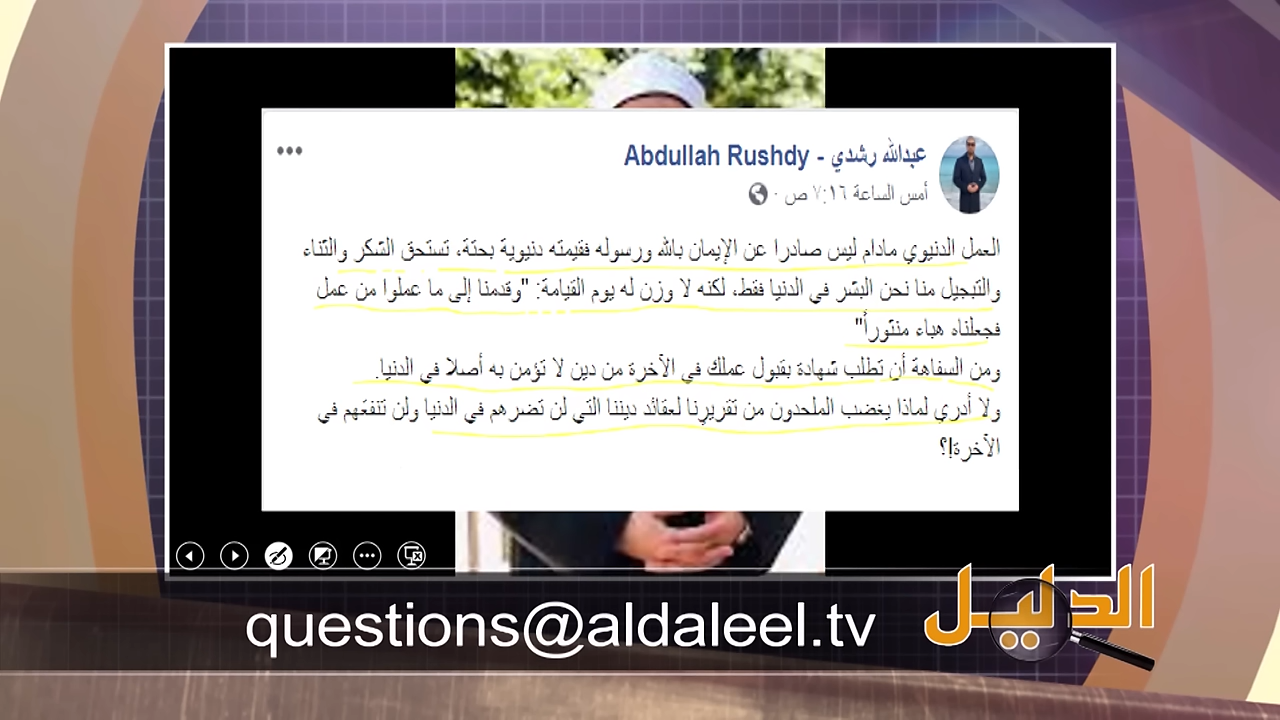 عبدالله رشدي - Abdullah Rushdy
أمس الساعة ٧:١٦ ص ·
العمل الدنيوي مادام ليس صادرا عن الإيمان بالله ورسوله فقيمته دنيوية بحتة، تستحق الشكر والثناء
والتبجيل منا نحن البشر في الدنيا فقط، لكنه لا وزن له يوم القيامة: "وقدمنا إلى ما عملوا من عمل
فجعلناه هباء منثوراً"
ومن السفاهة أن تطلب شهادة بقبول عملك في الآخرة من دين لا تؤمن به أصلا في الدنيا.
ولا أدري لماذا يغضب الملحدون من تقريرنا لعقائد ديننا التي لن تضرهم في الدنيا ولن تنفعهم في
الآخرة!؟
الدليل
questions@aldaleel.tv